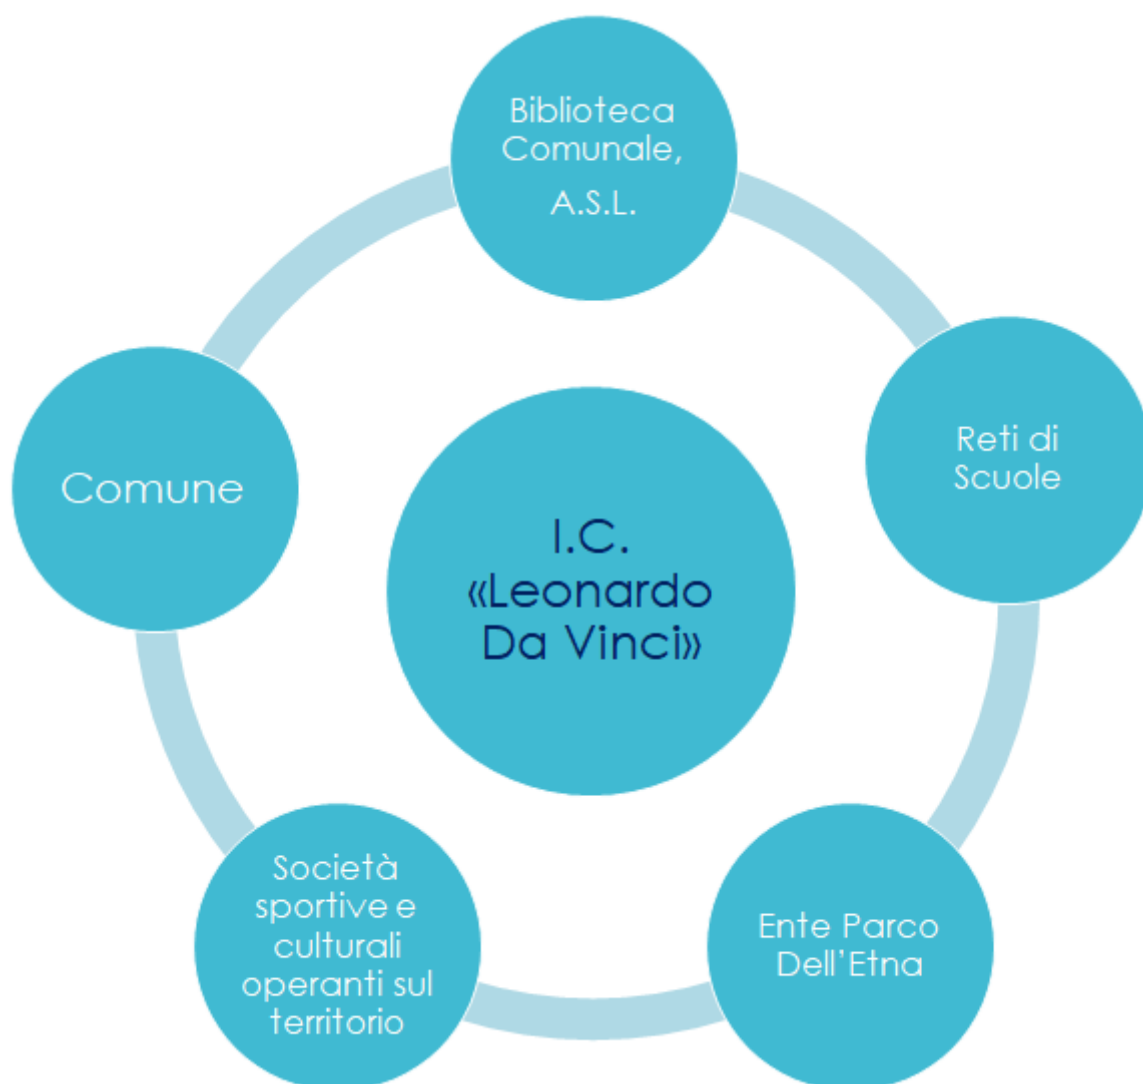 Biblioteca
Comunale,
A.S.L.
Reti di
Scuole
Comune
I.C.
«Leonardo
Da Vinci»
Società
sportive e
culturali
operanti sul
territorio
Ente Parco
Dell’Etna